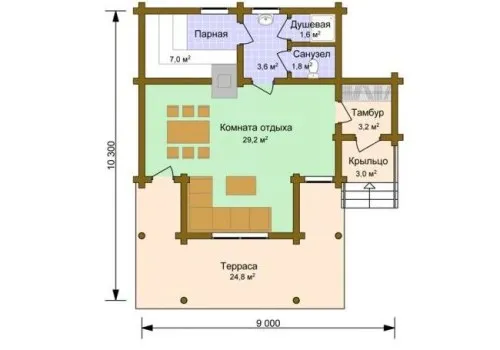 Парная
7,0 м²
Душевая
1,6 м²
3,6 м²
Санузел
1,8 м²
Комната отдыха
29,2 м²
Тамбур
3,2 м²
Крыльцо
3,0 м²
Терраса
24,8 м²
10 300
9 000